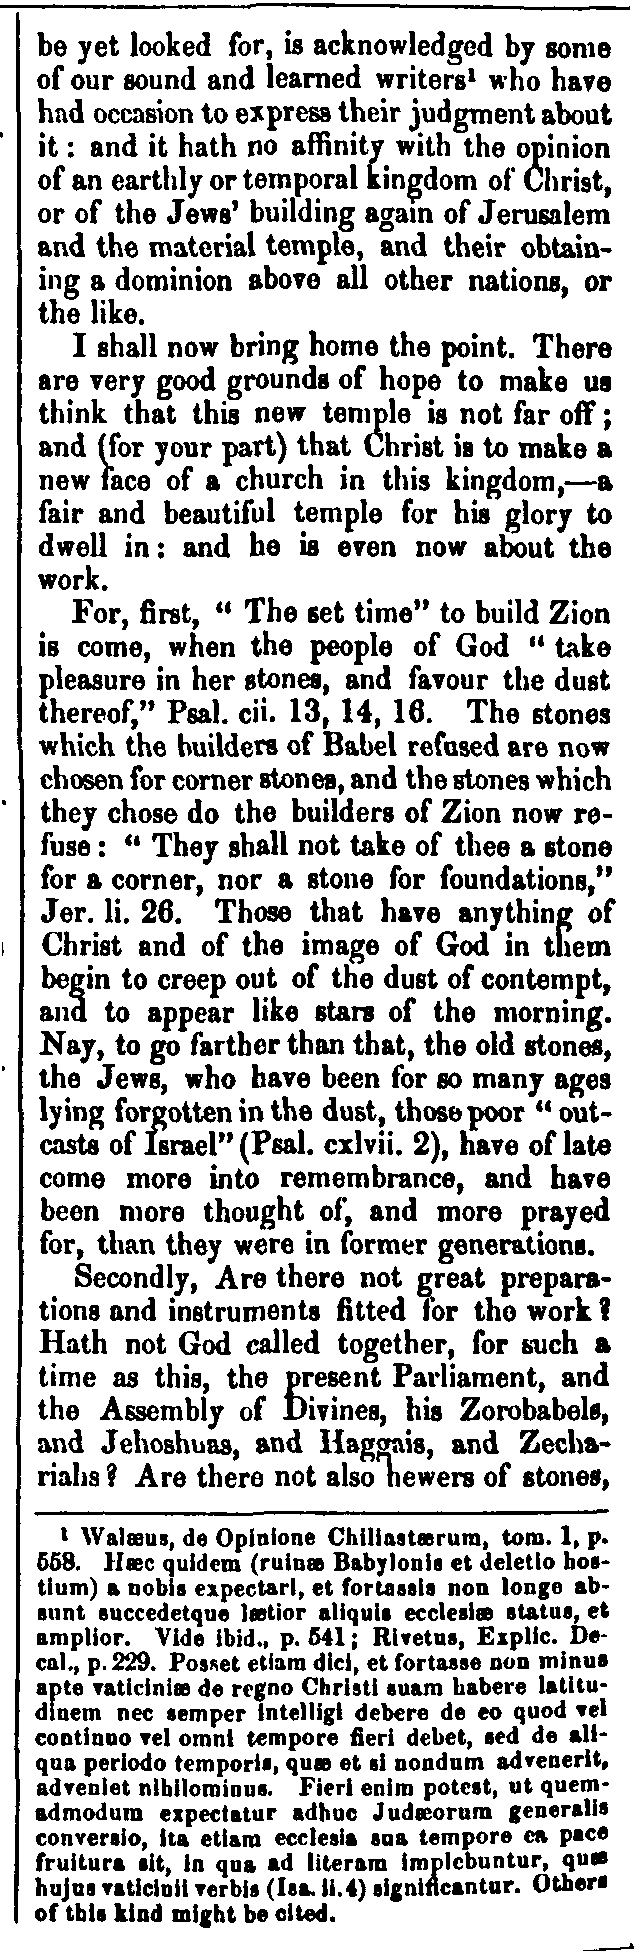 be yet looked for, is acknowledged by some
of our sound and learned writers¹ who have
had occasion to express their judgment about
it : and it hath no affinity with the opinion
of an earthly or temporal kingdom of Christ,
or of the Jews' building again of Jerusalem
and the material temple, and their obtain-
ing a dominion above all other nations, or
the like.
I shall now bring home the point. There
are very good grounds of hope to make us
think that this new temple is not far off ;
and (for your part) that Christ is to make a
new face of a church in this kingdom,—a
fair and beautiful temple for his glory to
dwell in : and he is even now about the
work.
For, first, “ The set time” to build Zion
is come, when the people of God “ take
pleasure in her stones, and favour the dust
thereof,” Psal. cii. 13, 14, 16. The stones
which the builders of Babel refused are now
chosen for corner stones, and the stones which
they chose do the builders of Zion now re-
fuse : “ They shall not take of thee a stone
for a corner, nor a stone for foundations,”
Jer. li. 26. Those that have anything of
Christ and of the image of God in them
begin to creep out of the dust of contempt,
and to appear like stars of the morning.
Nay, to go farther than that, the old stones,
the Jews, who have been for so many ages
lying forgotten in the dust, those poor “ out-
casts of Israel” (Psal. cxlvii. 2), have of late
come more into remembrance, and have
been more thought of, and more prayed
for, than they were in former generations.
Secondly, Are there not great prepara-
tions and instruments fitted for the work ?
Hath not God called together, for such a
time as this, the present Parliament, and
the Assembly of Divines, his Zorobabels,
and Jehoshuas, and Haggais, and Zecha-
riahs ? Are there not also hewers of stones,
¹ Walæus, de Opinione Chiliastærum, tom. 1, p.
558. Hæc quidem (ruinæ Babylonis et deletio hos-
tium) a nobis expectari, et fortassis non longe ab-
sunt succedetque lætior aliquis ecclesiæ status, et
amplior. Vide ibid., p. 541 ; Rivetus, Explic. De-
cal., p. 229. Posset etiam dici, et fortasse non minus
apte vaticiniæ de regno Christi suam habere latitu-
dinem nec semper intelligi debere de eo quod vel
continuo vel omni tempore fieri debet, sed de ali-
qua periodo temporis, quæ et si nondum advenerit,
adveniet nihilominus. Fieri enim potest, ut quem-
admodum expectatur adhuc Judæorum generalis
conversio, ita etiam ecclesia sua tempore ea pace
fruitura sit, in qua ad literam implebuntur, quæ
hujus vaticinii verbis (Isa. ii. 4) significantur. Others
of this kind might be cited.